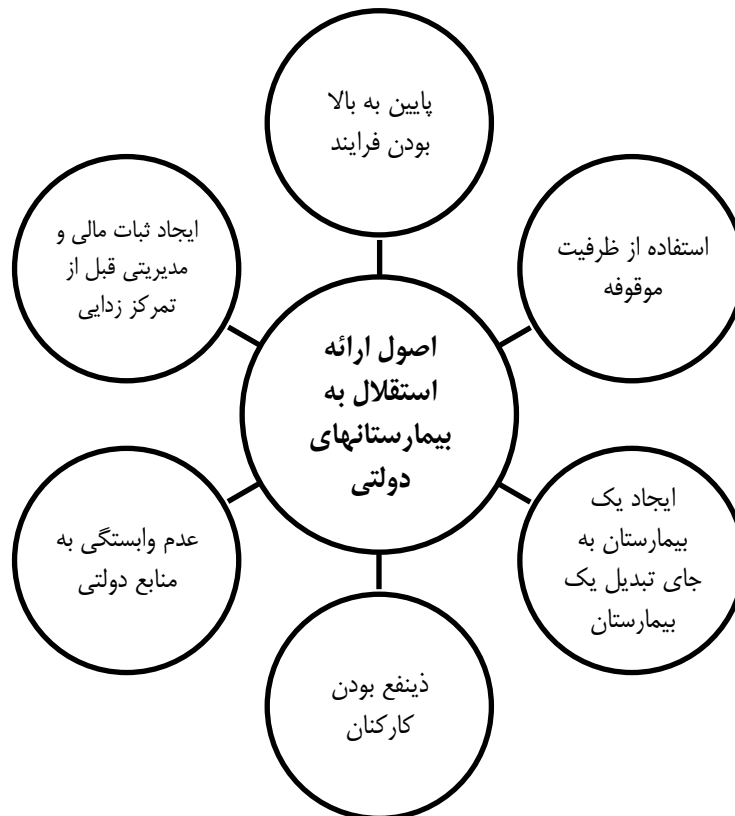 پایین به بالا
بودن فرایند
استفاده از ظرفیت
موقوفه
ایجاد یک
بیمارستان به
جای تبدیل یک
بیمارستان
ذینفع بودن
کارکنان
عدم وابستگی به
منابع دولتی
ایجاد ثبات مالی و
مدیریتی قبل از
تمرکز زدایی
اصول ارائه
استقلال به
بیمارستانهای
دولتی